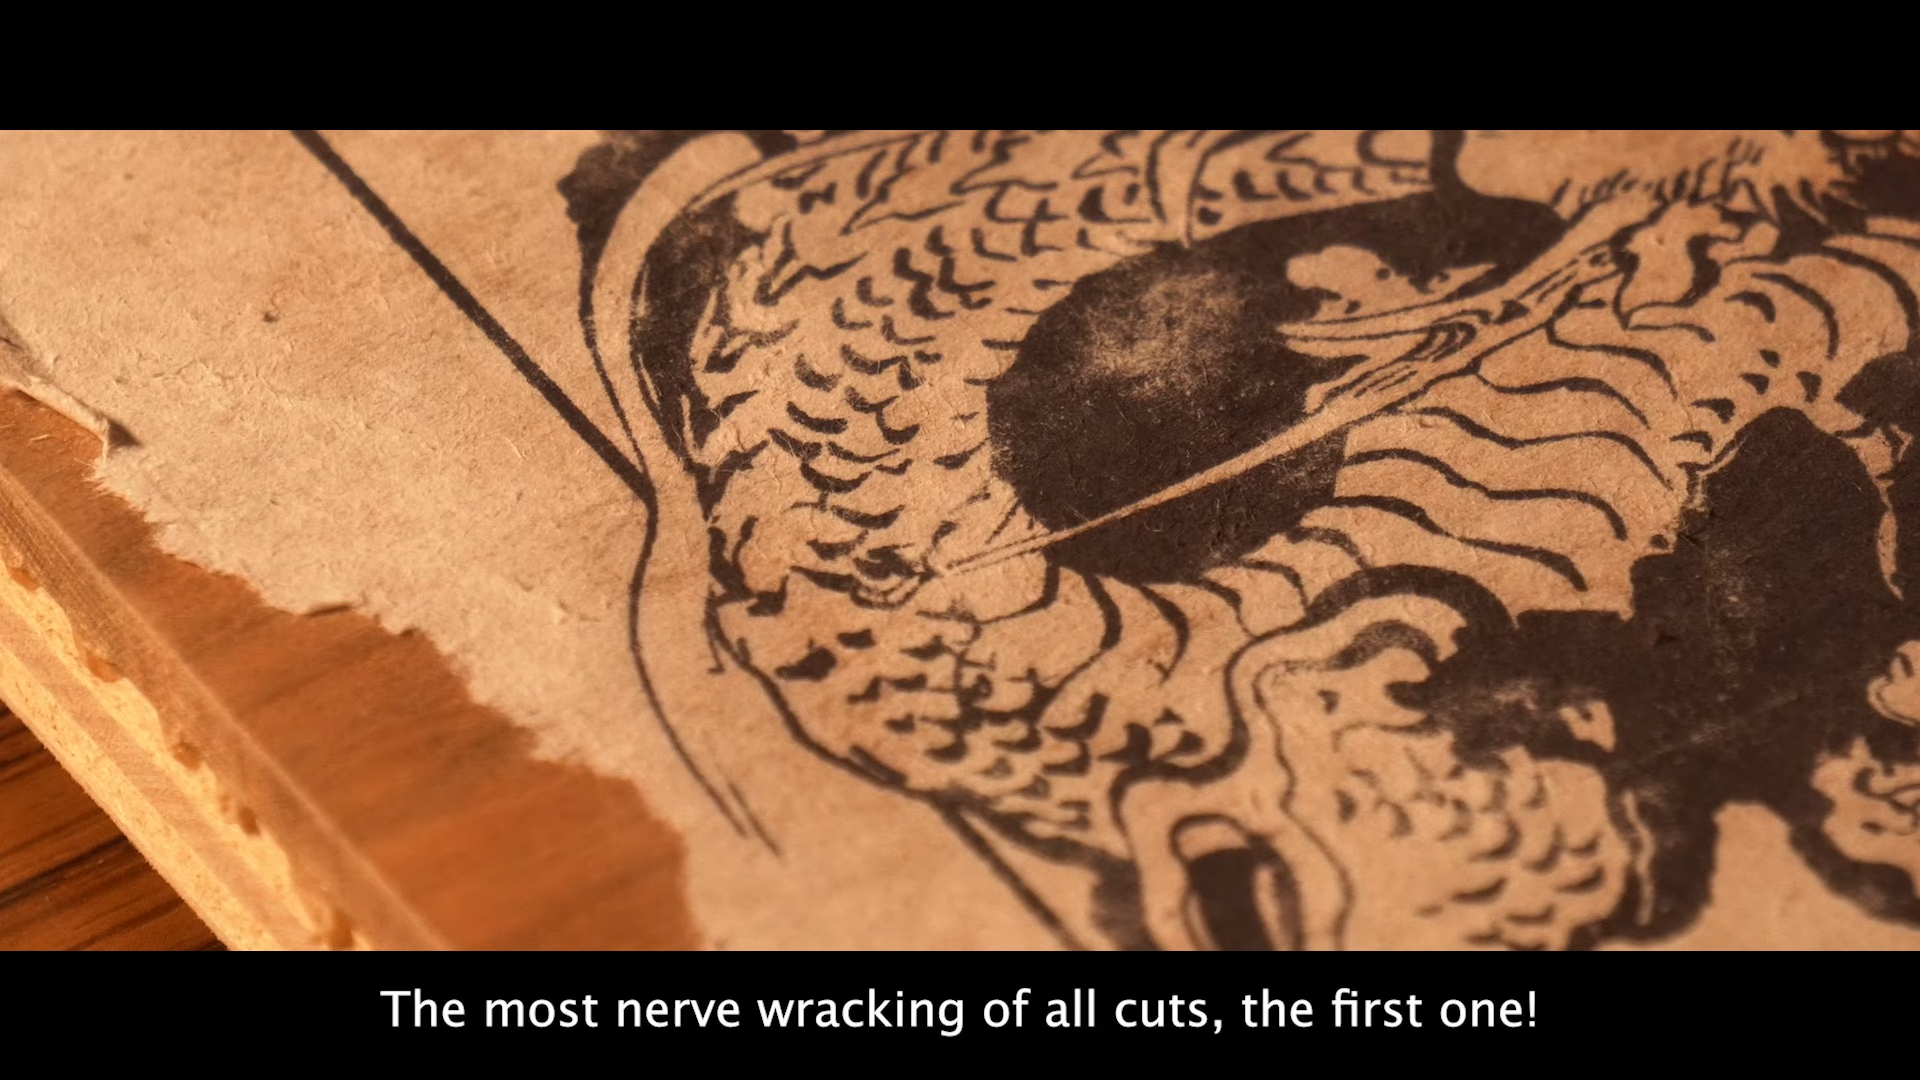 The most nerve wracking of all cuts, the first one!